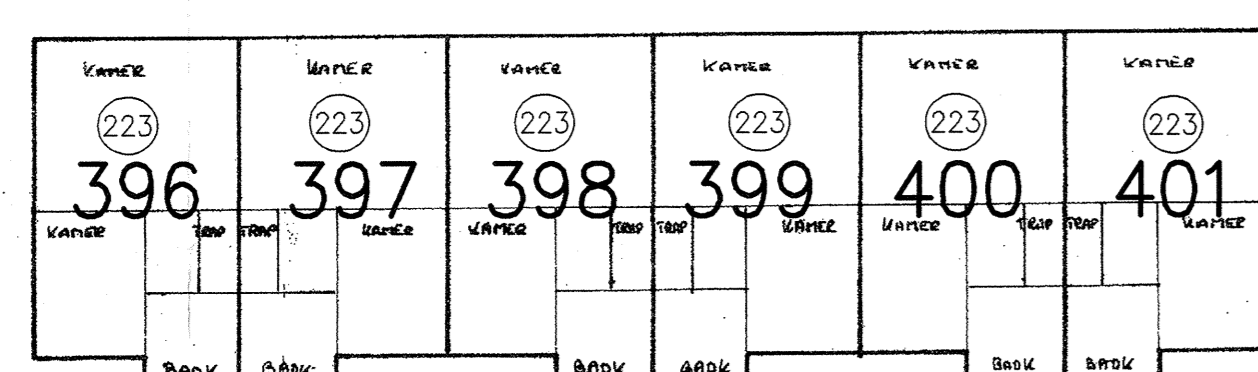 KAMER KAMER KAMER KAMER KAMER KAMER
223 223 223 223 223 223
396 397 398 399 400 401
KAMER TRAP TRAP KAMER KAMER TRAP TRAP KAMER KAMER TRAP TRAP KAMER
BADK BADK BADK BADK BADK BADK